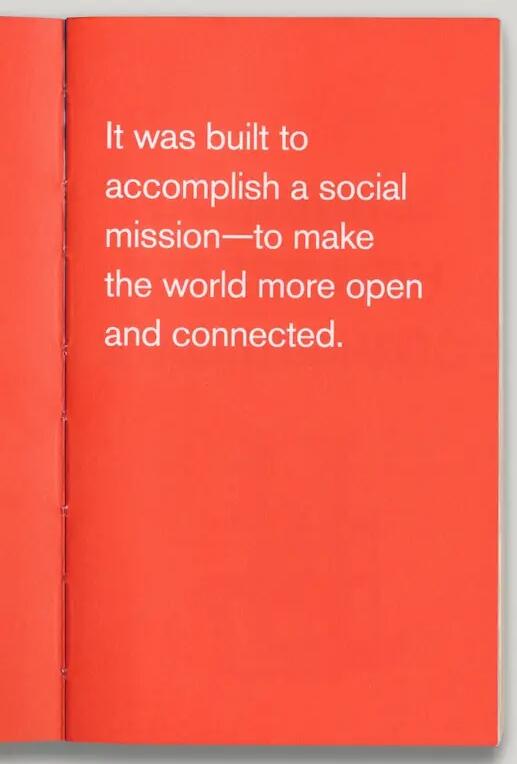 It was built to
accomplish a social
mission—to make
the world more open
and connected.